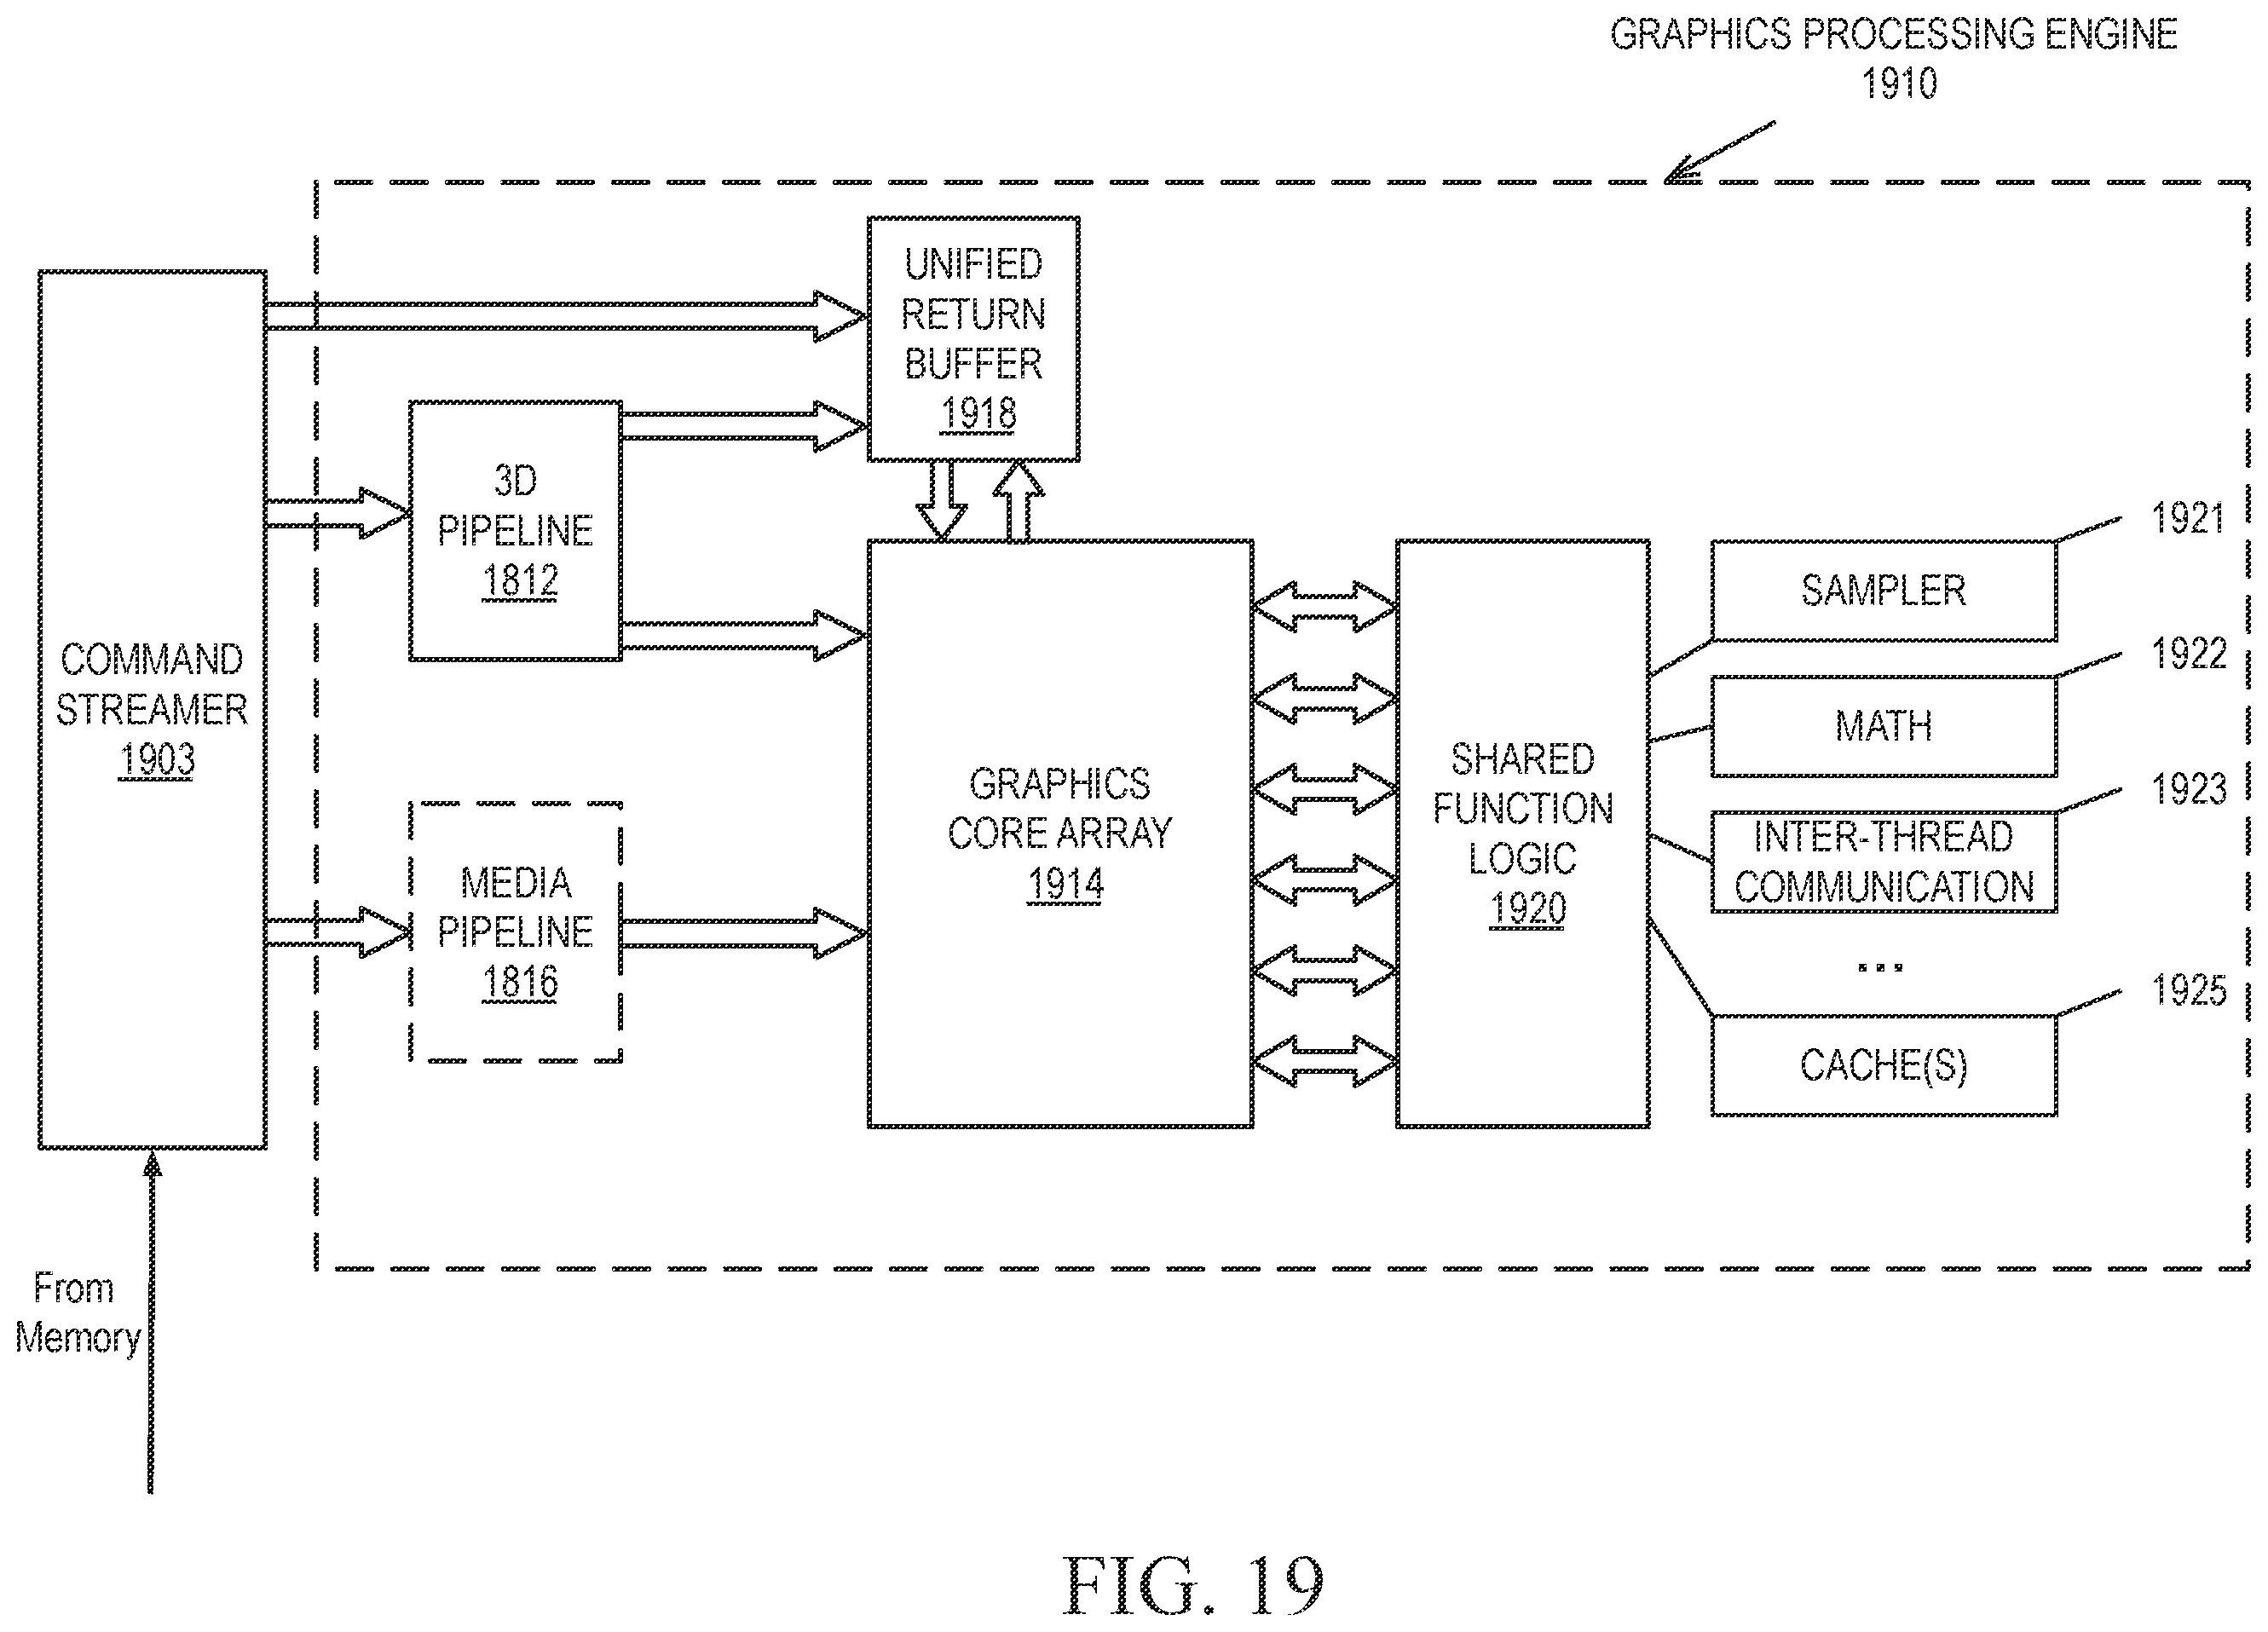 GRAPHICS PROCESSING ENGINE
1910
UNIFIED
RETURN
BUFFER
1918
3D
PIPELINE
1812
COMMAND
STREAMER
1903
MEDIA
PIPELINE
1816
GRAPHICS
CORE ARRAY
1914
SHARED
FUNCTION
LOGIC
1920
1921
SAMPLER
1922
MATH
1923
INTER-THREAD
COMMUNICATION
...
1925
CACHE(S)
From
Memory
FIG. 19